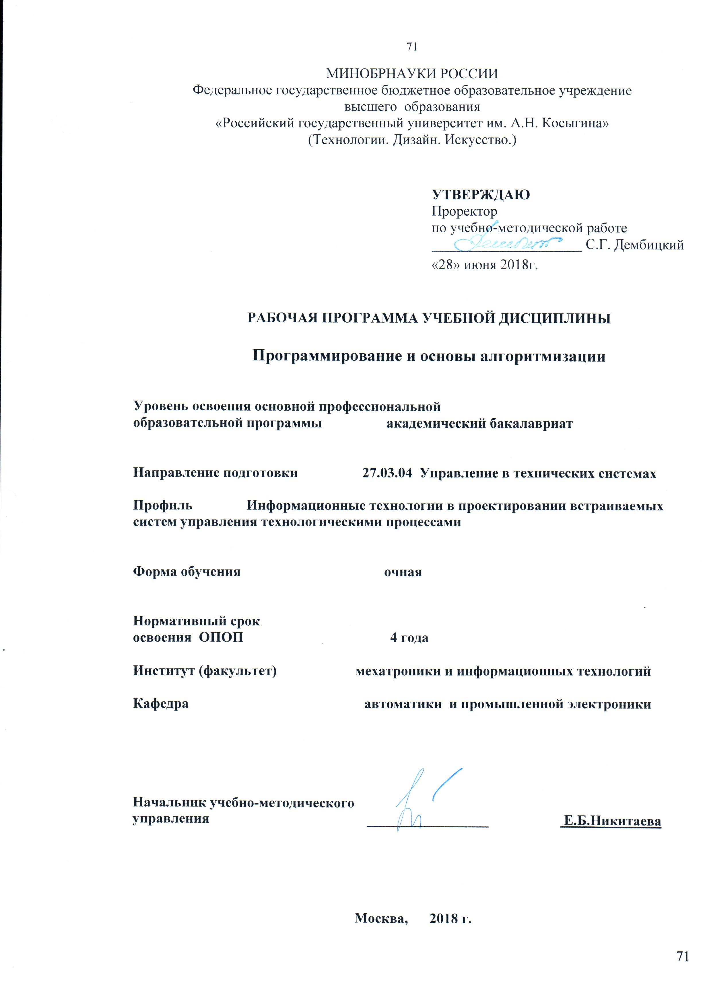 71
МИНОБРНАУКИ РОССИИ
Федеральное государственное бюджетное образовательное учреждение
высшего образования
«Российский государственный университет им. А.Н. Косыгина»
(Технологии. Дизайн. Искусство.)
УТВЕРЖДАЮ
Проректор
по учебно-методической работе
С.Г. Дембицкий
«28» июня 2018г.
РАБОЧАЯ ПРОГРАММА УЧЕБНОЙ ДИСЦИПЛИНЫ
Программирование и основы алгоритмизации
Уровень освоения основной профессиональной
образовательной программы академический бакалавриат
Направление подготовки 27.03.04 Управление в технических системах
Профиль Информационные технологии в проектировании встраиваемых
систем управления технологическими процессами
Форма обучения очная
Нормативный срок
освоения ОПОП 4 года
Институт (факультет) мехатроники и информационных технологий
Кафедра автоматики и промышленной электроники
Начальник учебно-методического
управления Е.Б.Никитаева
Москва, 2018 г.
71